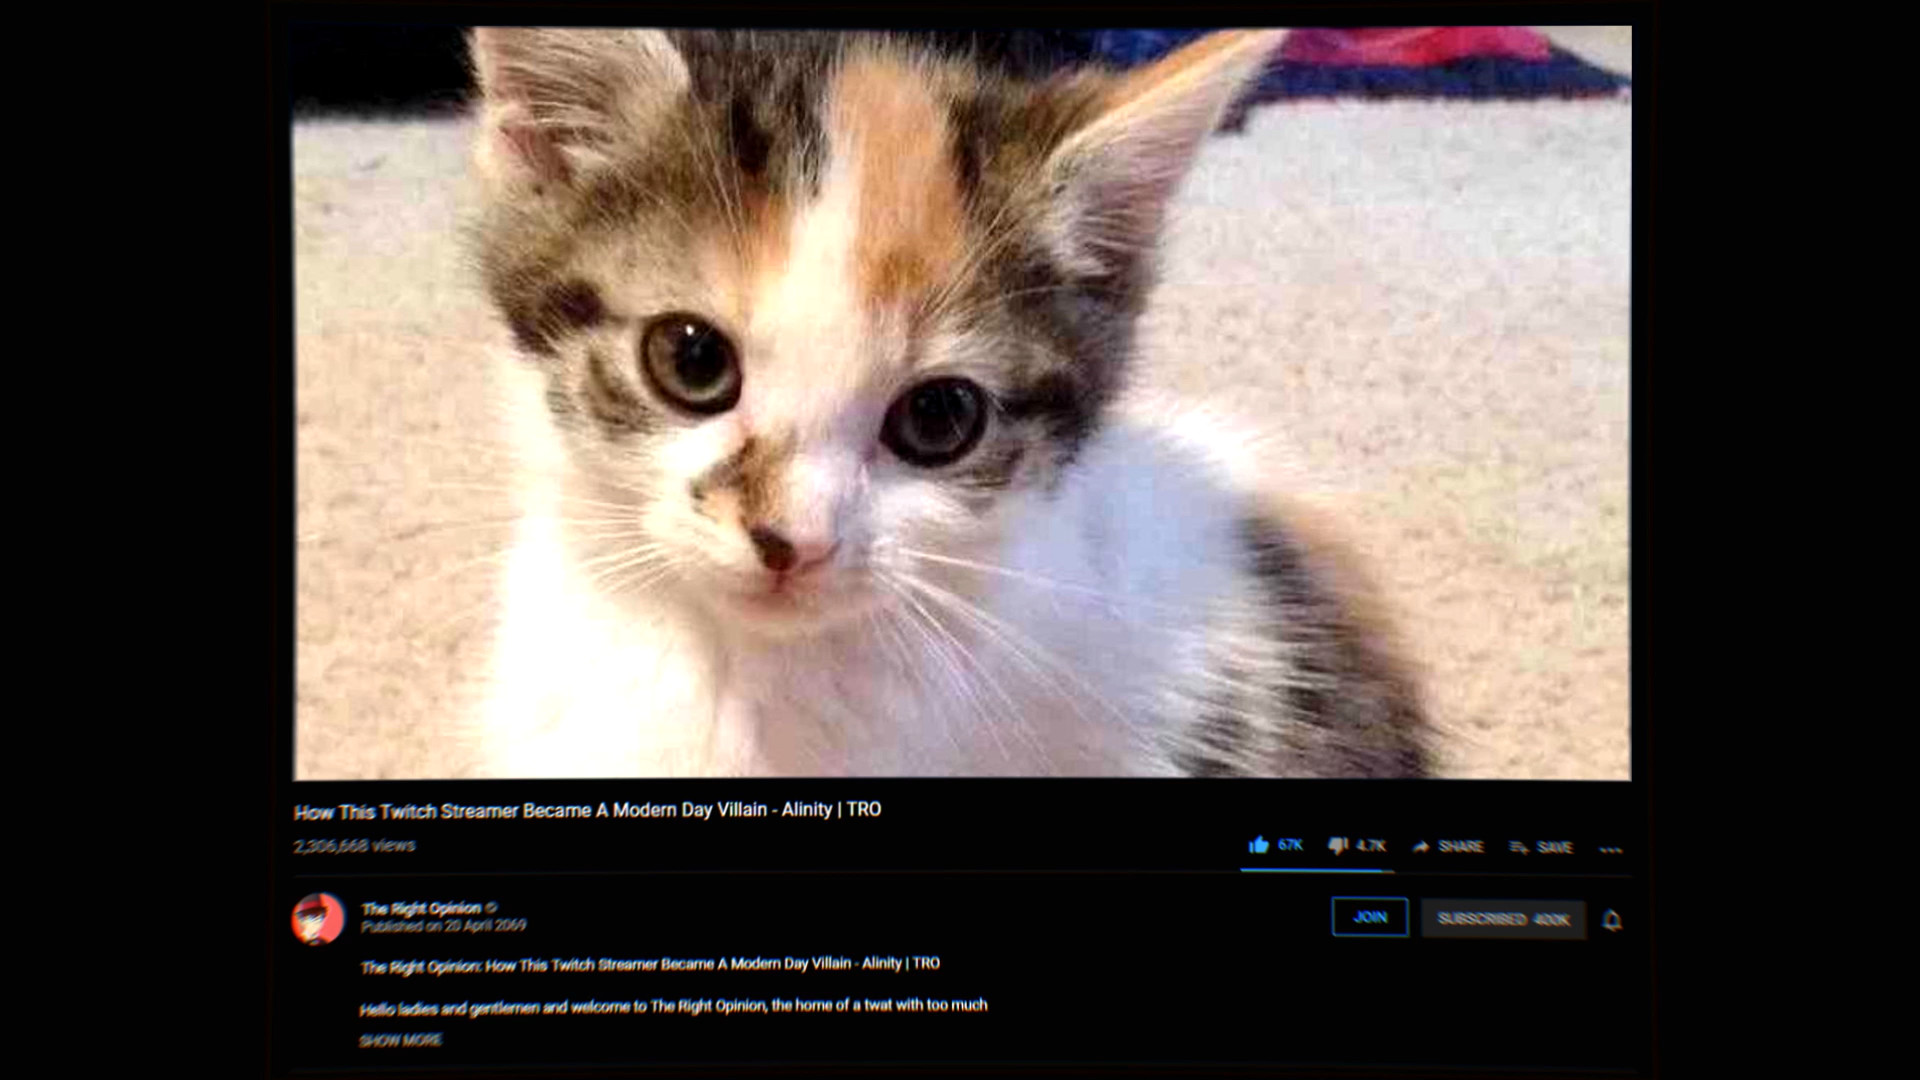 How This Twitch Streamer Became A Modern Day Villain - Alinity | TRO
2,306,668 views
67K 4.7K SHARE SAVE
The Right Opinion
Published on 20 April 2069
JOIN SUBSCRIBED 400K
The Right Opinion: How This Twitch Streamer Became A Modern Day Villain - Alinity | TRO
Hello ladies and gentlemen and welcome to The Right Opinion, the home of a twat with too much
SHOW MORE